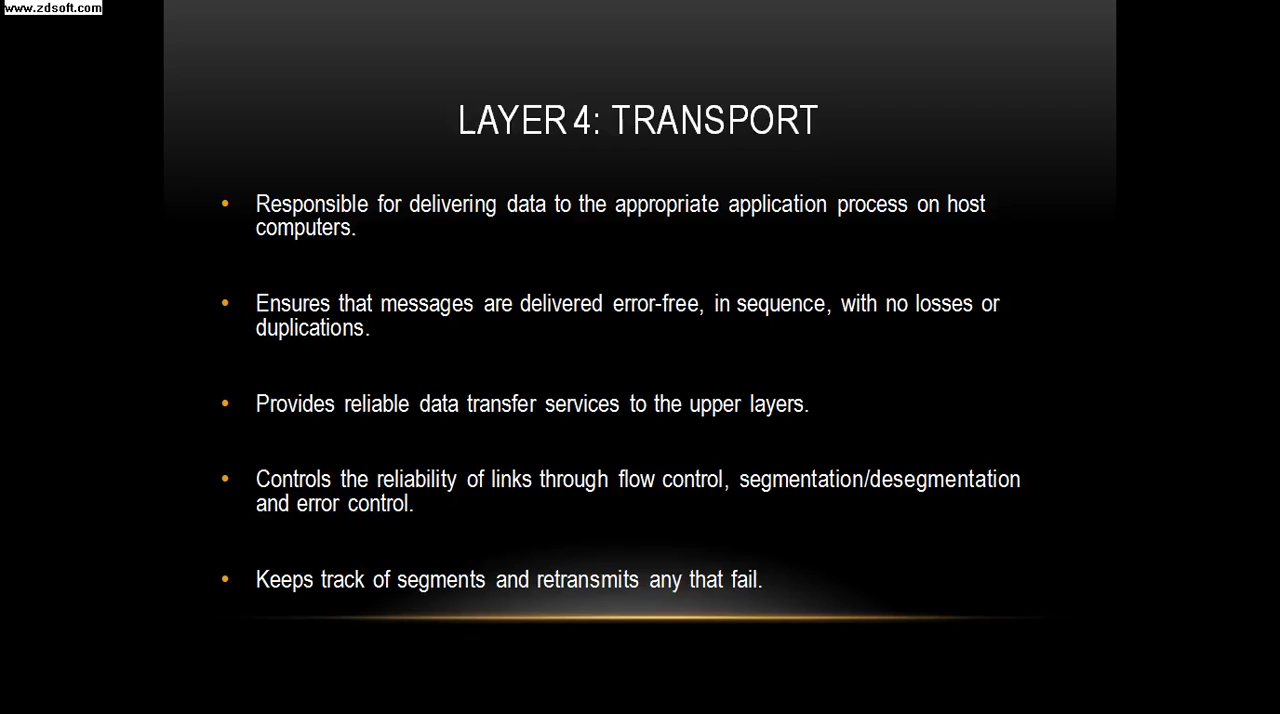 www.zdsoft.com
LAYER 4: TRANSPORT
• Responsible for delivering data to the appropriate application process on host
computers.
• Ensures that messages are delivered error-free, in sequence, with no losses or
duplications.
• Provides reliable data transfer services to the upper layers.
• Controls the reliability of links through flow control, segmentation/desegmentation
and error control.
• Keeps track of segments and retransmits any that fail.